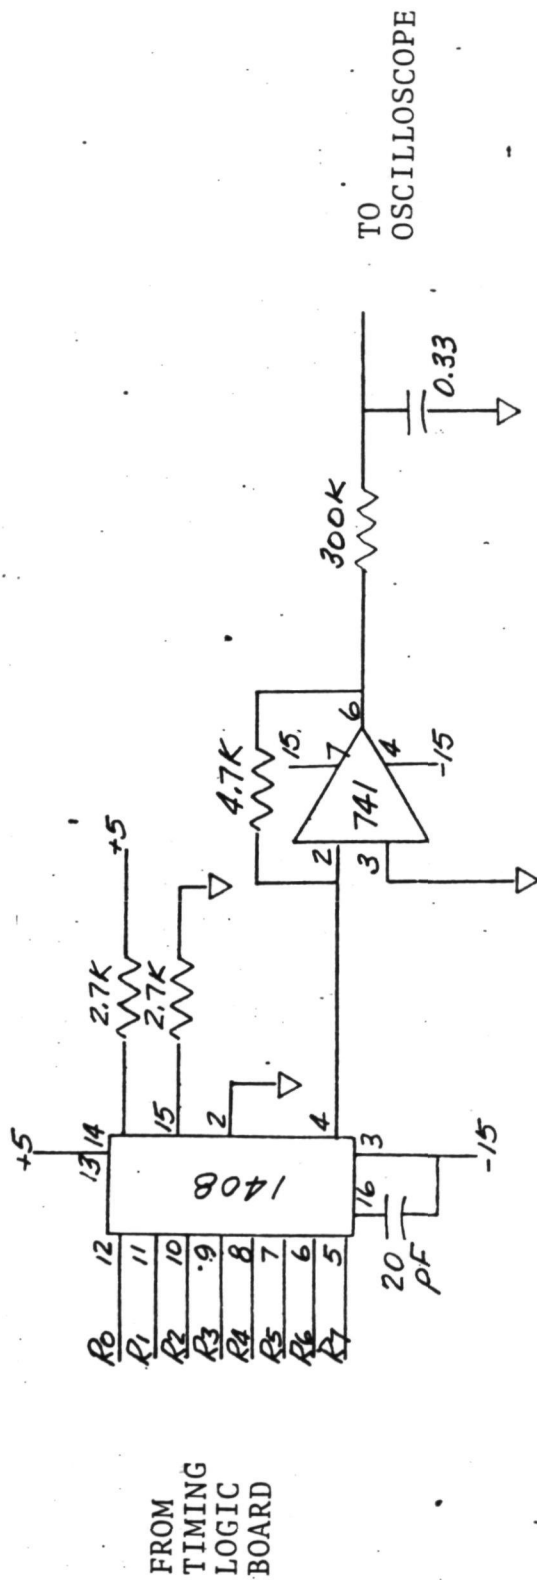 FROM
TIMING
LOGIC
BOARD
R0 12
R1 11
R2 10
R3 9
R4 8
R5 7
R6 6
R7 5
1408
+5
13
14
2.7K
+5
15
2.7K
2
4
3
16
20
pF
-15
4.7K
2
3
741
15
7
6
4
-15
300K
0.33
TO
OSCILLOSCOPE